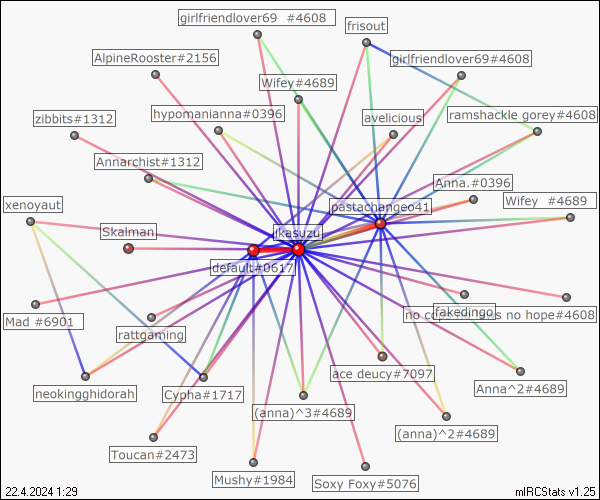 girlfriendlover69 #4608
frisout
AlpineRooster#2156
girlfriendlover69#4608
Wifey#4689
zibbits#1312
hypomanianna#0396
avelicious
ramshackle gorey#4608
Annarchist#1312
Anna.#0396
xenoyaut
pastachangeo41
Wifey #4689
Skalman
ikasuzu
default#0617
Mad #6901
rattgaming
fakedingo
no cops no hope#4608
neokingghidorah
Cypha#1717
ace deucy#7097
Anna^2#4689
(anna)^3#4689
(anna)^2#4689
Toucan#2473
Mushy#1984
Soxy Foxy#5076
22.4.2024 1:29
mIRCStats v1.25